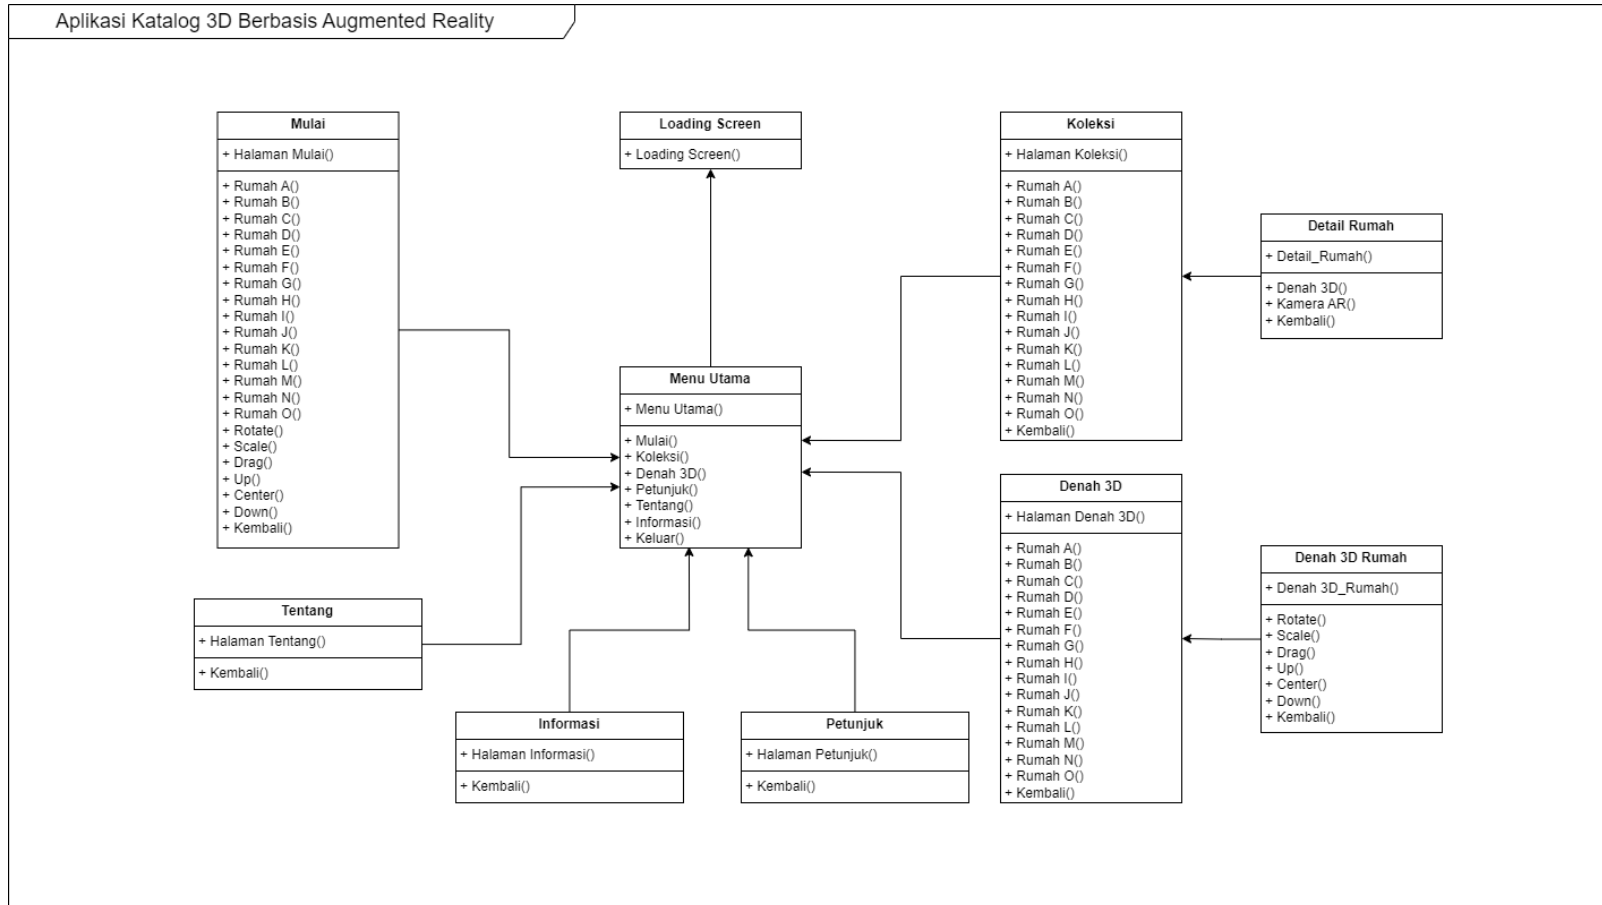 Aplikasi Katalog 3D Berbasis Augmented Reality
Mulai
+ Halaman Mulai()
+ Rumah A()
+ Rumah B()
+ Rumah C()
+ Rumah D()
+ Rumah E()
+ Rumah F()
+ Rumah G()
+ Rumah H()
+ Rumah I()
+ Rumah J()
+ Rumah K()
+ Rumah L()
+ Rumah M()
+ Rumah N()
+ Rumah O()
+ Rotate()
+ Scale()
+ Drag()
+ Up()
+ Center()
+ Down()
+ Kembali()
Loading Screen
+ Loading Screen()
Koleksi
+ Halaman Koleksi()
+ Rumah A()
+ Rumah B()
+ Rumah C()
+ Rumah D()
+ Rumah E()
+ Rumah F()
+ Rumah G()
+ Rumah H()
+ Rumah I()
+ Rumah J()
+ Rumah K()
+ Rumah L()
+ Rumah M()
+ Rumah N()
+ Rumah O()
+ Kembali()
Detail Rumah
+ Detail_Rumah()
+ Denah 3D()
+ Kamera AR()
+ Kembali()
Menu Utama
+ Menu Utama()
+ Mulai()
+ Koleksi()
+ Denah 3D()
+ Petunjuk()
+ Tentang()
+ Informasi()
+ Keluar()
Denah 3D
+ Halaman Denah 3D()
+ Rumah A()
+ Rumah B()
+ Rumah C()
+ Rumah D()
+ Rumah E()
+ Rumah F()
+ Rumah G()
+ Rumah H()
+ Rumah I()
+ Rumah J()
+ Rumah K()
+ Rumah L()
+ Rumah M()
+ Rumah N()
+ Rumah O()
+ Kembali()
Denah 3D Rumah
+ Denah 3D_Rumah()
+ Rotate()
+ Scale()
+ Drag()
+ Up()
+ Center()
+ Down()
+ Kembali()
Tentang
+ Halaman Tentang()
+ Kembali()
Informasi
+ Halaman Informasi()
+ Kembali()
Petunjuk
+ Halaman Petunjuk()
+ Kembali()